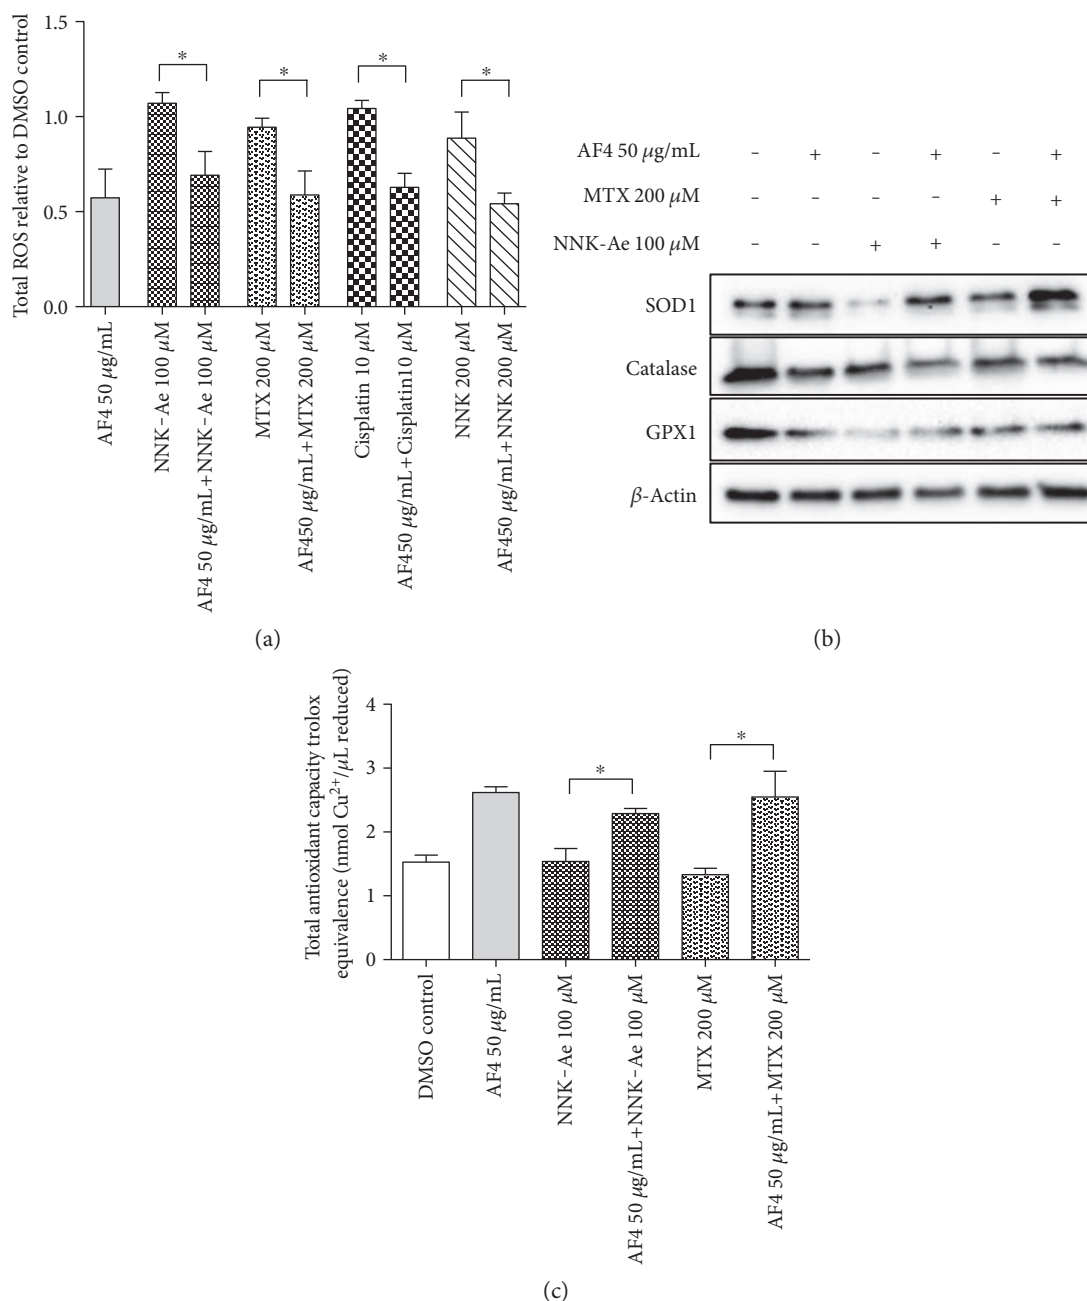 Total ROS relative to DMSO control
1.5
1.0
0.5
0.0
*
*
*
*
AF4 50 μg/mL
NNK-Ae 100 μM
AF4 50 μg/mL+NNK-Ae 100 μM
MTX 200 μM
AF450 μg/mL+MTX 200 μM
Cisplatin 10 μM
AF450 μg/mL+Cisplatin10 μM
NNK 200 μM
AF450 μg/mL+NNK 200 μM
(a)
AF4 50 μg/mL – + – + – +
MTX 200 μM – – – – + +
NNK-Ae 100 μM – – + + – –
SOD1
Catalase
GPX1
β-Actin
(b)
Total antioxidant capacity trolox
equivalence (nmol Cu²⁺/μL reduced)
4
3
2
1
0
*
*
DMSO control
AF4 50 μg/mL
NNK-Ae 100 μM
AF4 50 μg/mL+NNK-Ae 100 μM
MTX 200 μM
AF4 50 μg/mL+MTX 200 μM
(c)